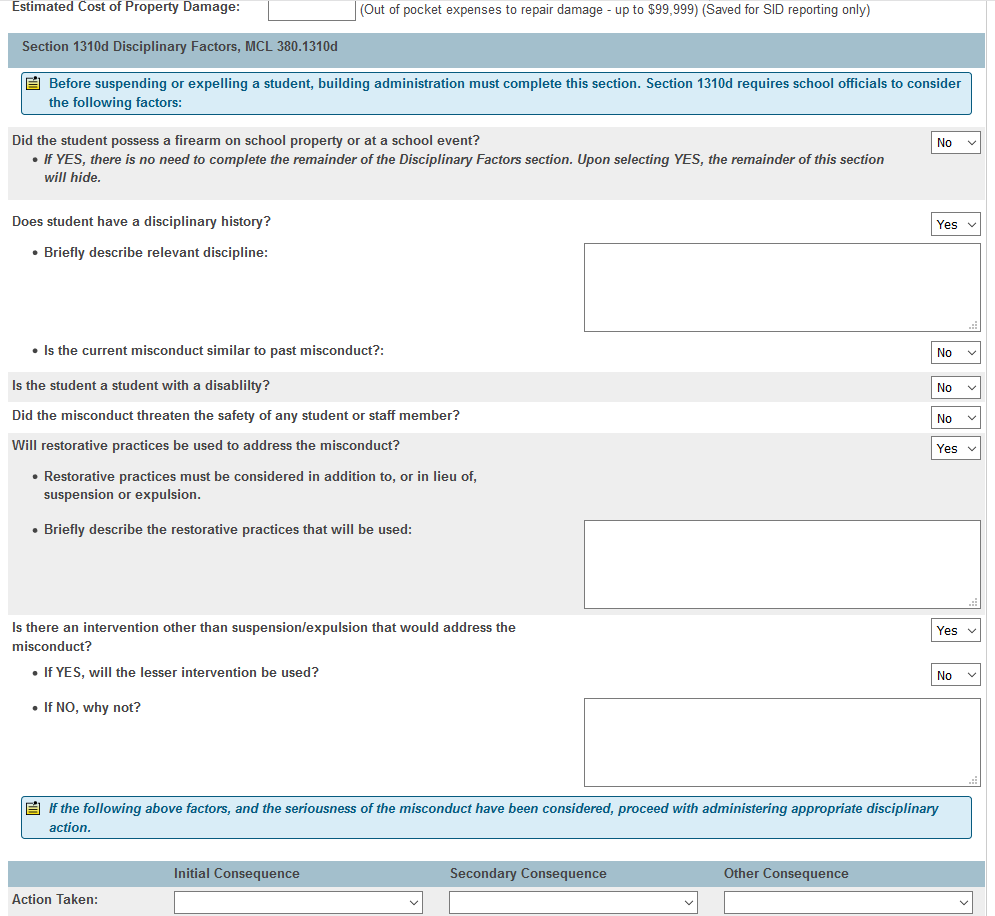 Estimated Cost of Property Damage: (Out of pocket expenses to repair damage - up to $99,999) (Saved for SID reporting only)
Section 1310d Disciplinary Factors, MCL 380.1310d
Before suspending or expelling a student, building administration must complete this section. Section 1310d requires school officials to consider
the following factors:
Did the student possess a firearm on school property or at a school event? No
• If YES, there is no need to complete the remainder of the Disciplinary Factors section. Upon selecting YES, the remainder of this section
will hide.
Does student have a disciplinary history? Yes
• Briefly describe relevant discipline:
• Is the current misconduct similar to past misconduct?: No
Is the student a student with a disablilty? No
Did the misconduct threaten the safety of any student or staff member? No
Will restorative practices be used to address the misconduct? Yes
• Restorative practices must be considered in addition to, or in lieu of,
suspension or expulsion.
• Briefly describe the restorative practices that will be used:
Is there an intervention other than suspension/expulsion that would address the Yes
misconduct?
• If YES, will the lesser intervention be used? No
• If NO, why not?
If the following above factors, and the seriousness of the misconduct have been considered, proceed with administering appropriate disciplinary
action.
Initial Consequence Secondary Consequence Other Consequence
Action Taken: